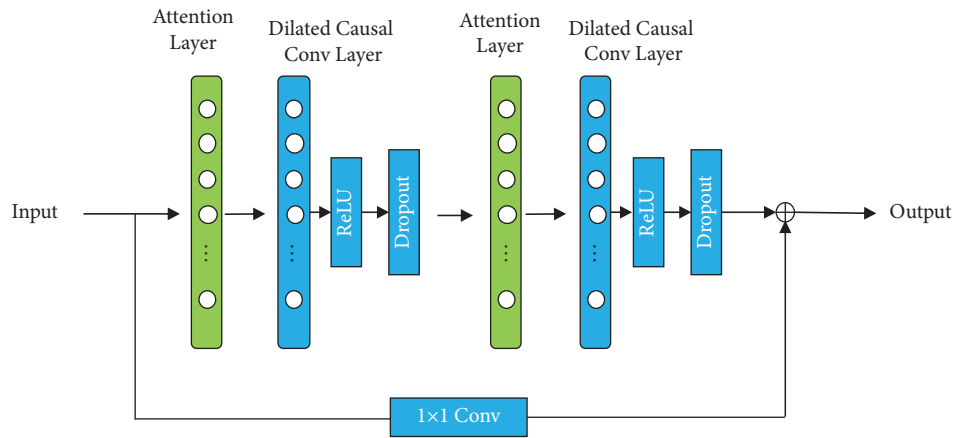 Attention
Layer
Dilated Causal
Conv Layer
Attention
Layer
Dilated Causal
Conv Layer
Input
...
...
ReLU
Dropout
...
...
ReLU
Dropout
Output
1×1 Conv